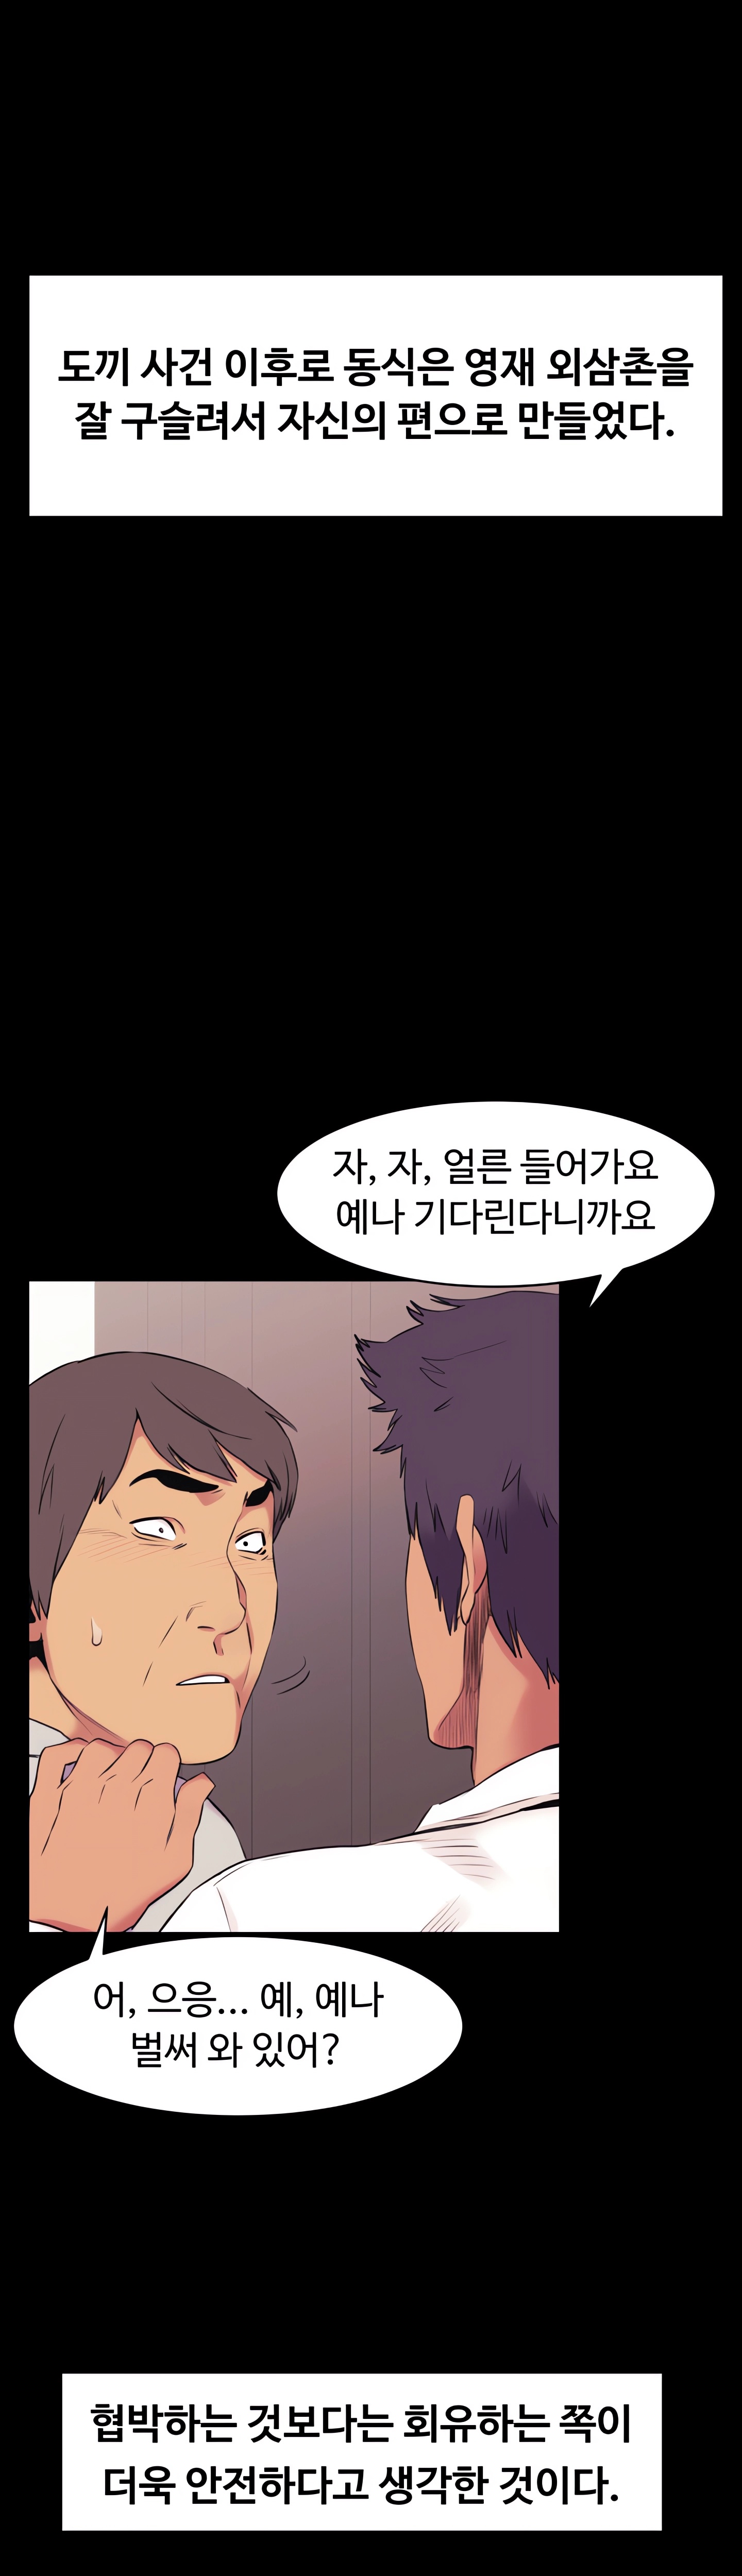 도끼 사건 이후로 동식은 영재 외삼촌을
잘 구슬려서 자신의 편으로 만들었다.
자, 자, 얼른 들어가요
예나 기다린다니까요
어, 으응... 예, 예나
벌써 와 있어?
협박하는 것보다는 회유하는 쪽이
더욱 안전하다고 생각한 것이다.